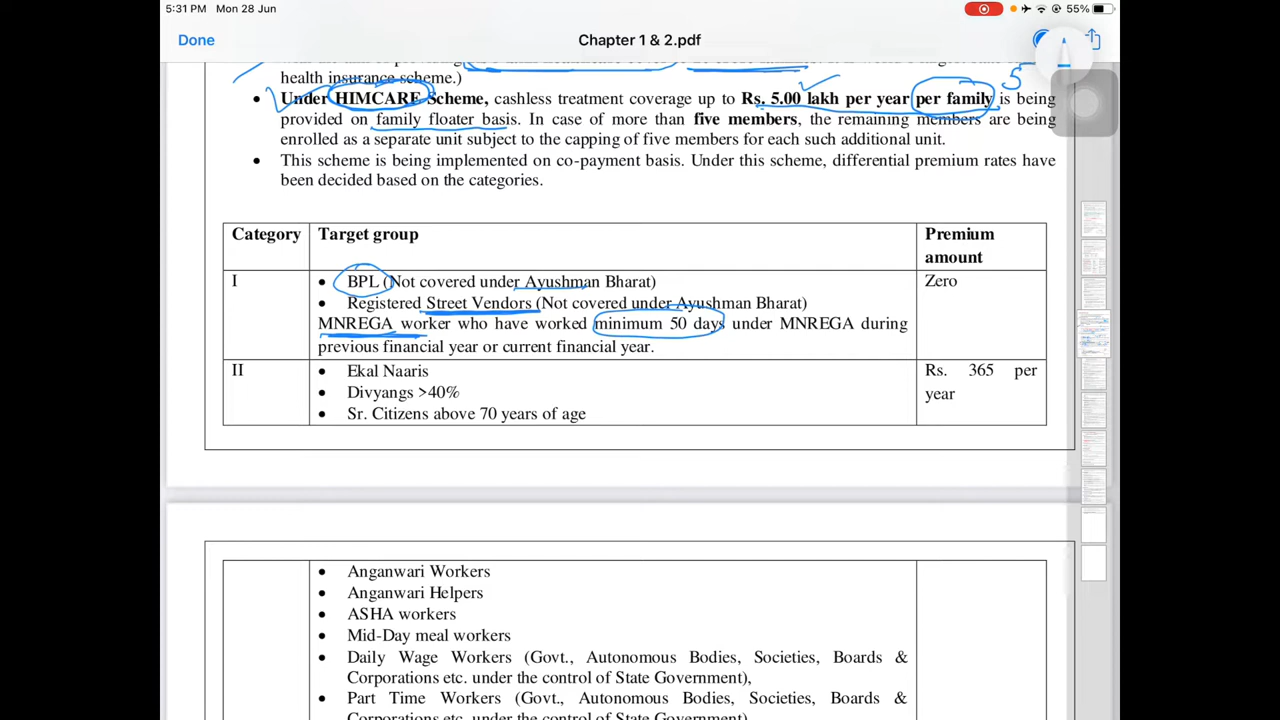 5:31 PM Mon 28 Jun
55%
Done
Chapter 1 & 2.pdf
health insurance scheme.)
5
• Under HIMCARE Scheme, cashless treatment coverage up to Rs. 5.00 lakh per year per family is being
provided on family floater basis. In case of more than five members, the remaining members are being
enrolled as a separate unit subject to the capping of five members for each such additional unit.
• This scheme is being implemented on co-payment basis. Under this scheme, differential premium rates have
been decided based on the categories.
Category Target group Premium
amount
I • BPL Not covered under Ayushman Bharat) Zero
• Registered Street Vendors (Not covered under Ayushman Bharat)
MNREGA worker who have worked minimum 50 days under MNREGA during
previous financial year or current financial year.
II • Ekal Naaris Rs. 365 per
• Divyangs >40% year
• Sr. Citizens above 70 years of age
• Anganwari Workers
• Anganwari Helpers
• ASHA workers
• Mid-Day meal workers
• Daily Wage Workers (Govt., Autonomous Bodies, Societies, Boards &
Corporations etc. under the control of State Government),
• Part Time Workers (Govt., Autonomous Bodies, Societies, Boards &
Corporations etc. under the control of State Government)